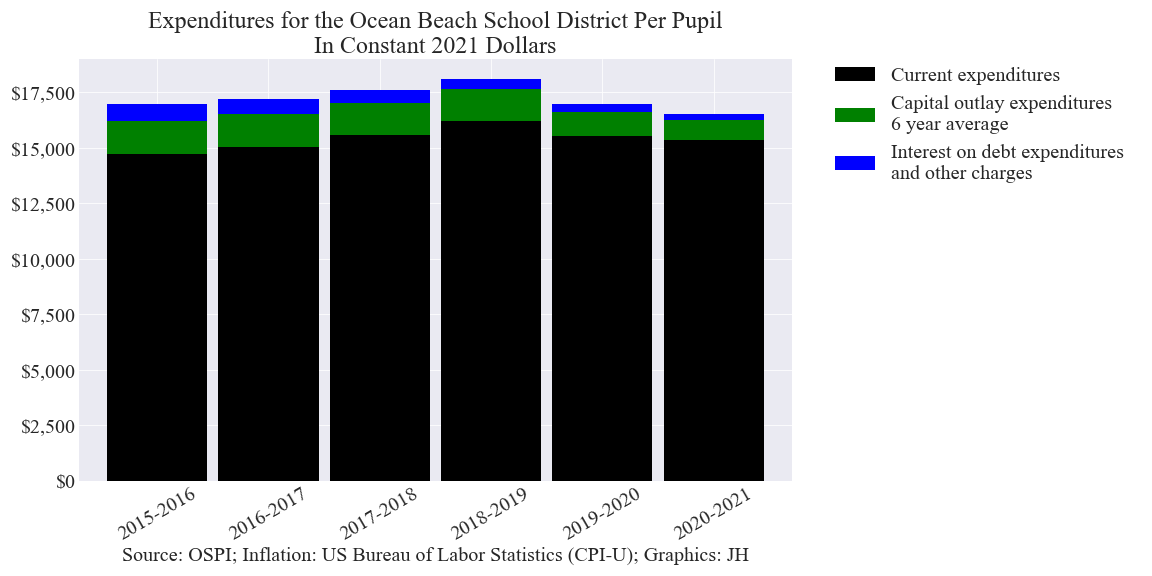 Expenditures for the Ocean Beach School District Per Pupil
In Constant 2021 Dollars
$17,500
$15,000
$12,500
$10,000
$7,500
$5,000
$2,500
$0
2015-2016
2016-2017
2017-2018
2018-2019
2019-2020
2020-2021
Source: OSPI; Inflation: US Bureau of Labor Statistics (CPI-U); Graphics: JH
Current expenditures
Capital outlay expenditures
6 year average
Interest on debt expenditures
and other charges